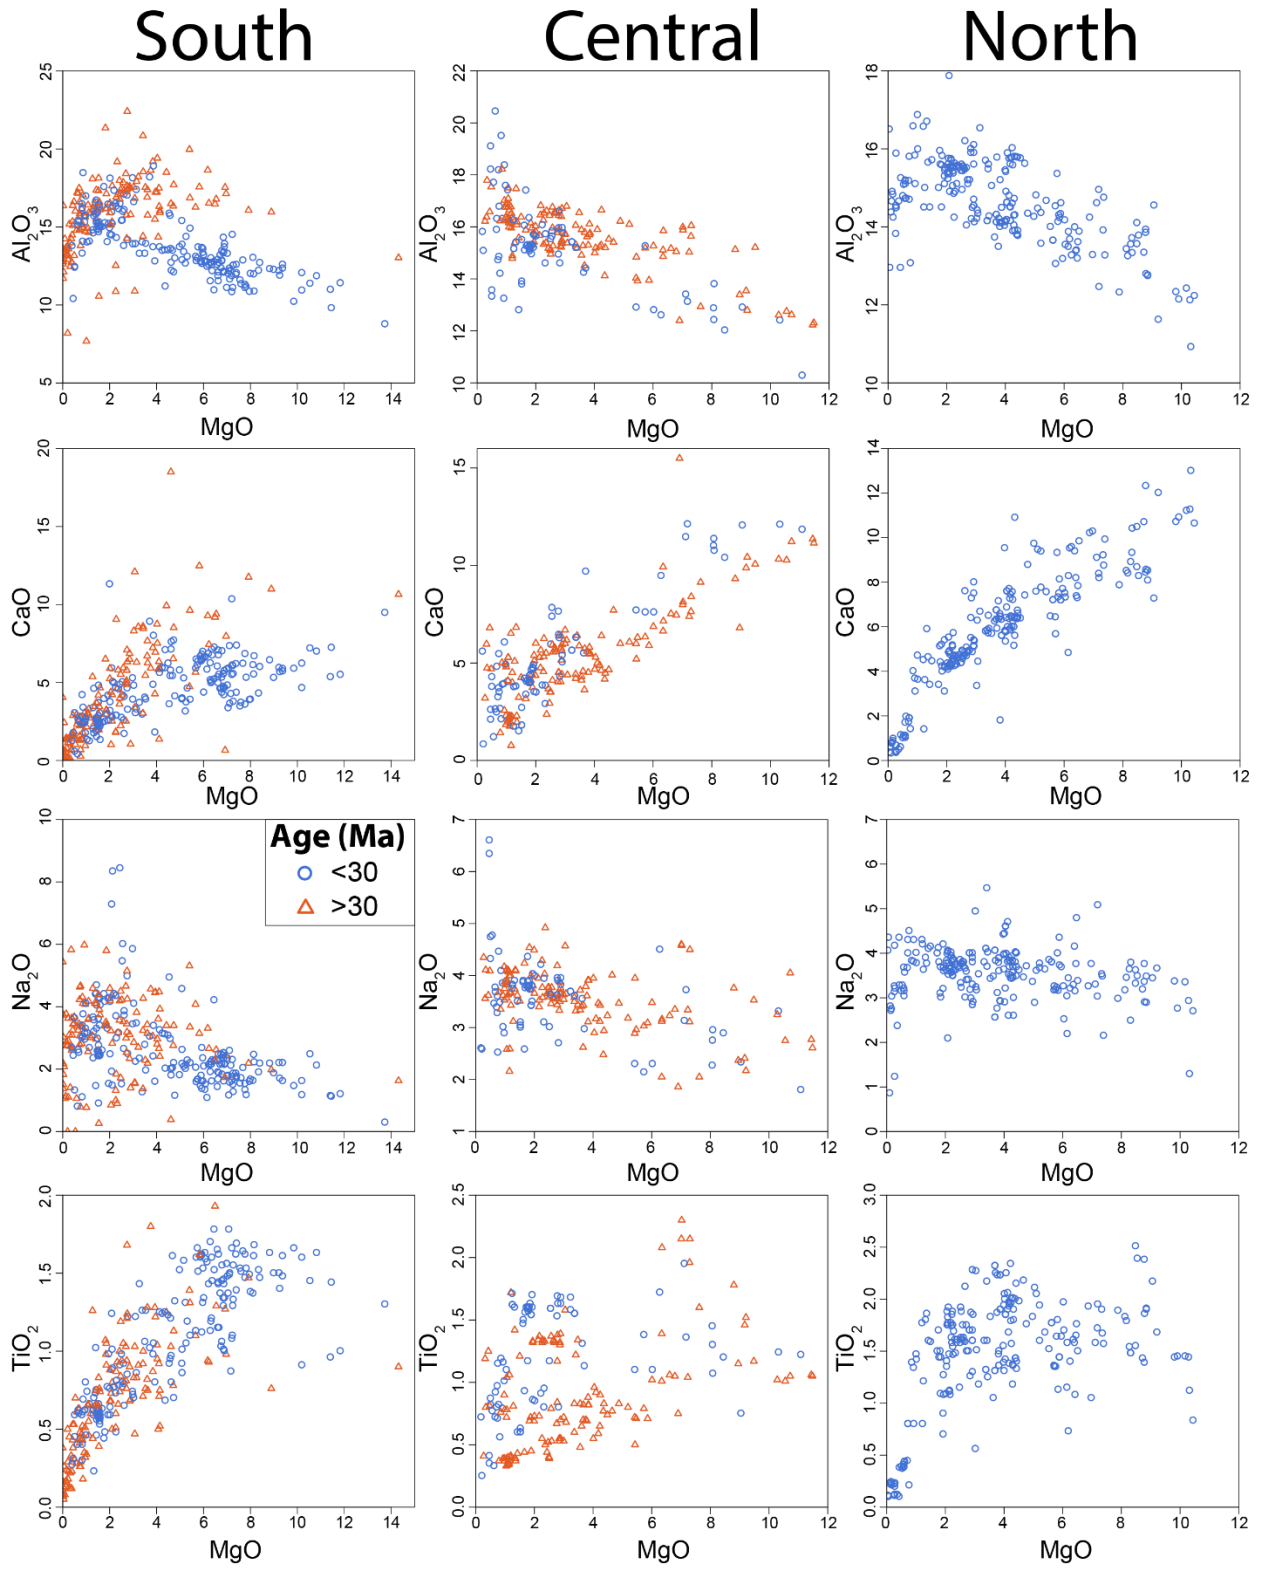 South Central North
25 20 15 10 5
Al2O3
0 2 4 6 8 10 12 14
MgO
22 20 18 16 14 12 10
Al2O3
0 2 4 6 8 10 12
MgO
18 16 14 12 10
Al2O3
0 2 4 6 8 10 12
MgO
20 15 10 5 0
CaO
0 2 4 6 8 10 12 14
MgO
15 10 5 0
CaO
0 2 4 6 8 10 12
MgO
14 12 10 8 6 4 2 0
CaO
0 2 4 6 8 10 12
MgO
10 8 6 4 2 0
Na2O
Age (Ma)
<30
>30
0 2 4 6 8 10 12 14
MgO
7 6 5 4 3 2 1
Na2O
0 2 4 6 8 10 12
MgO
7 6 5 4 3 2 1 0
Na2O
0 2 4 6 8 10 12
MgO
2.0 1.5 1.0 0.5 0.0
TiO2
0 2 4 6 8 10 12 14
MgO
2.5 2.0 1.5 1.0 0.5 0.0
TiO2
0 2 4 6 8 10 12
MgO
3.0 2.5 2.0 1.5 1.0 0.5 0.0
TiO2
0 2 4 6 8 10 12
MgO